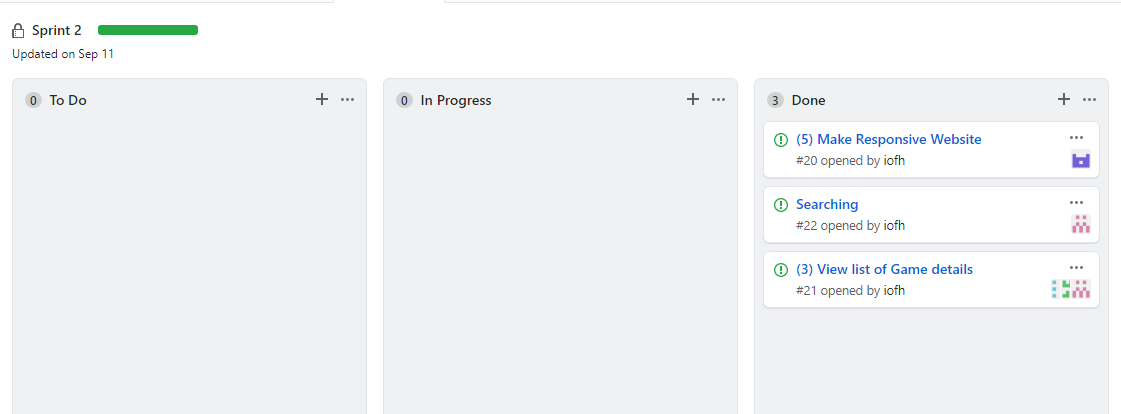 Sprint 2
Updated on Sep 11
0 To Do
0 In Progress
3 Done
(5) Make Responsive Website
#20 opened by iofh
Searching
#22 opened by iofh
(3) View list of Game details
#21 opened by iofh